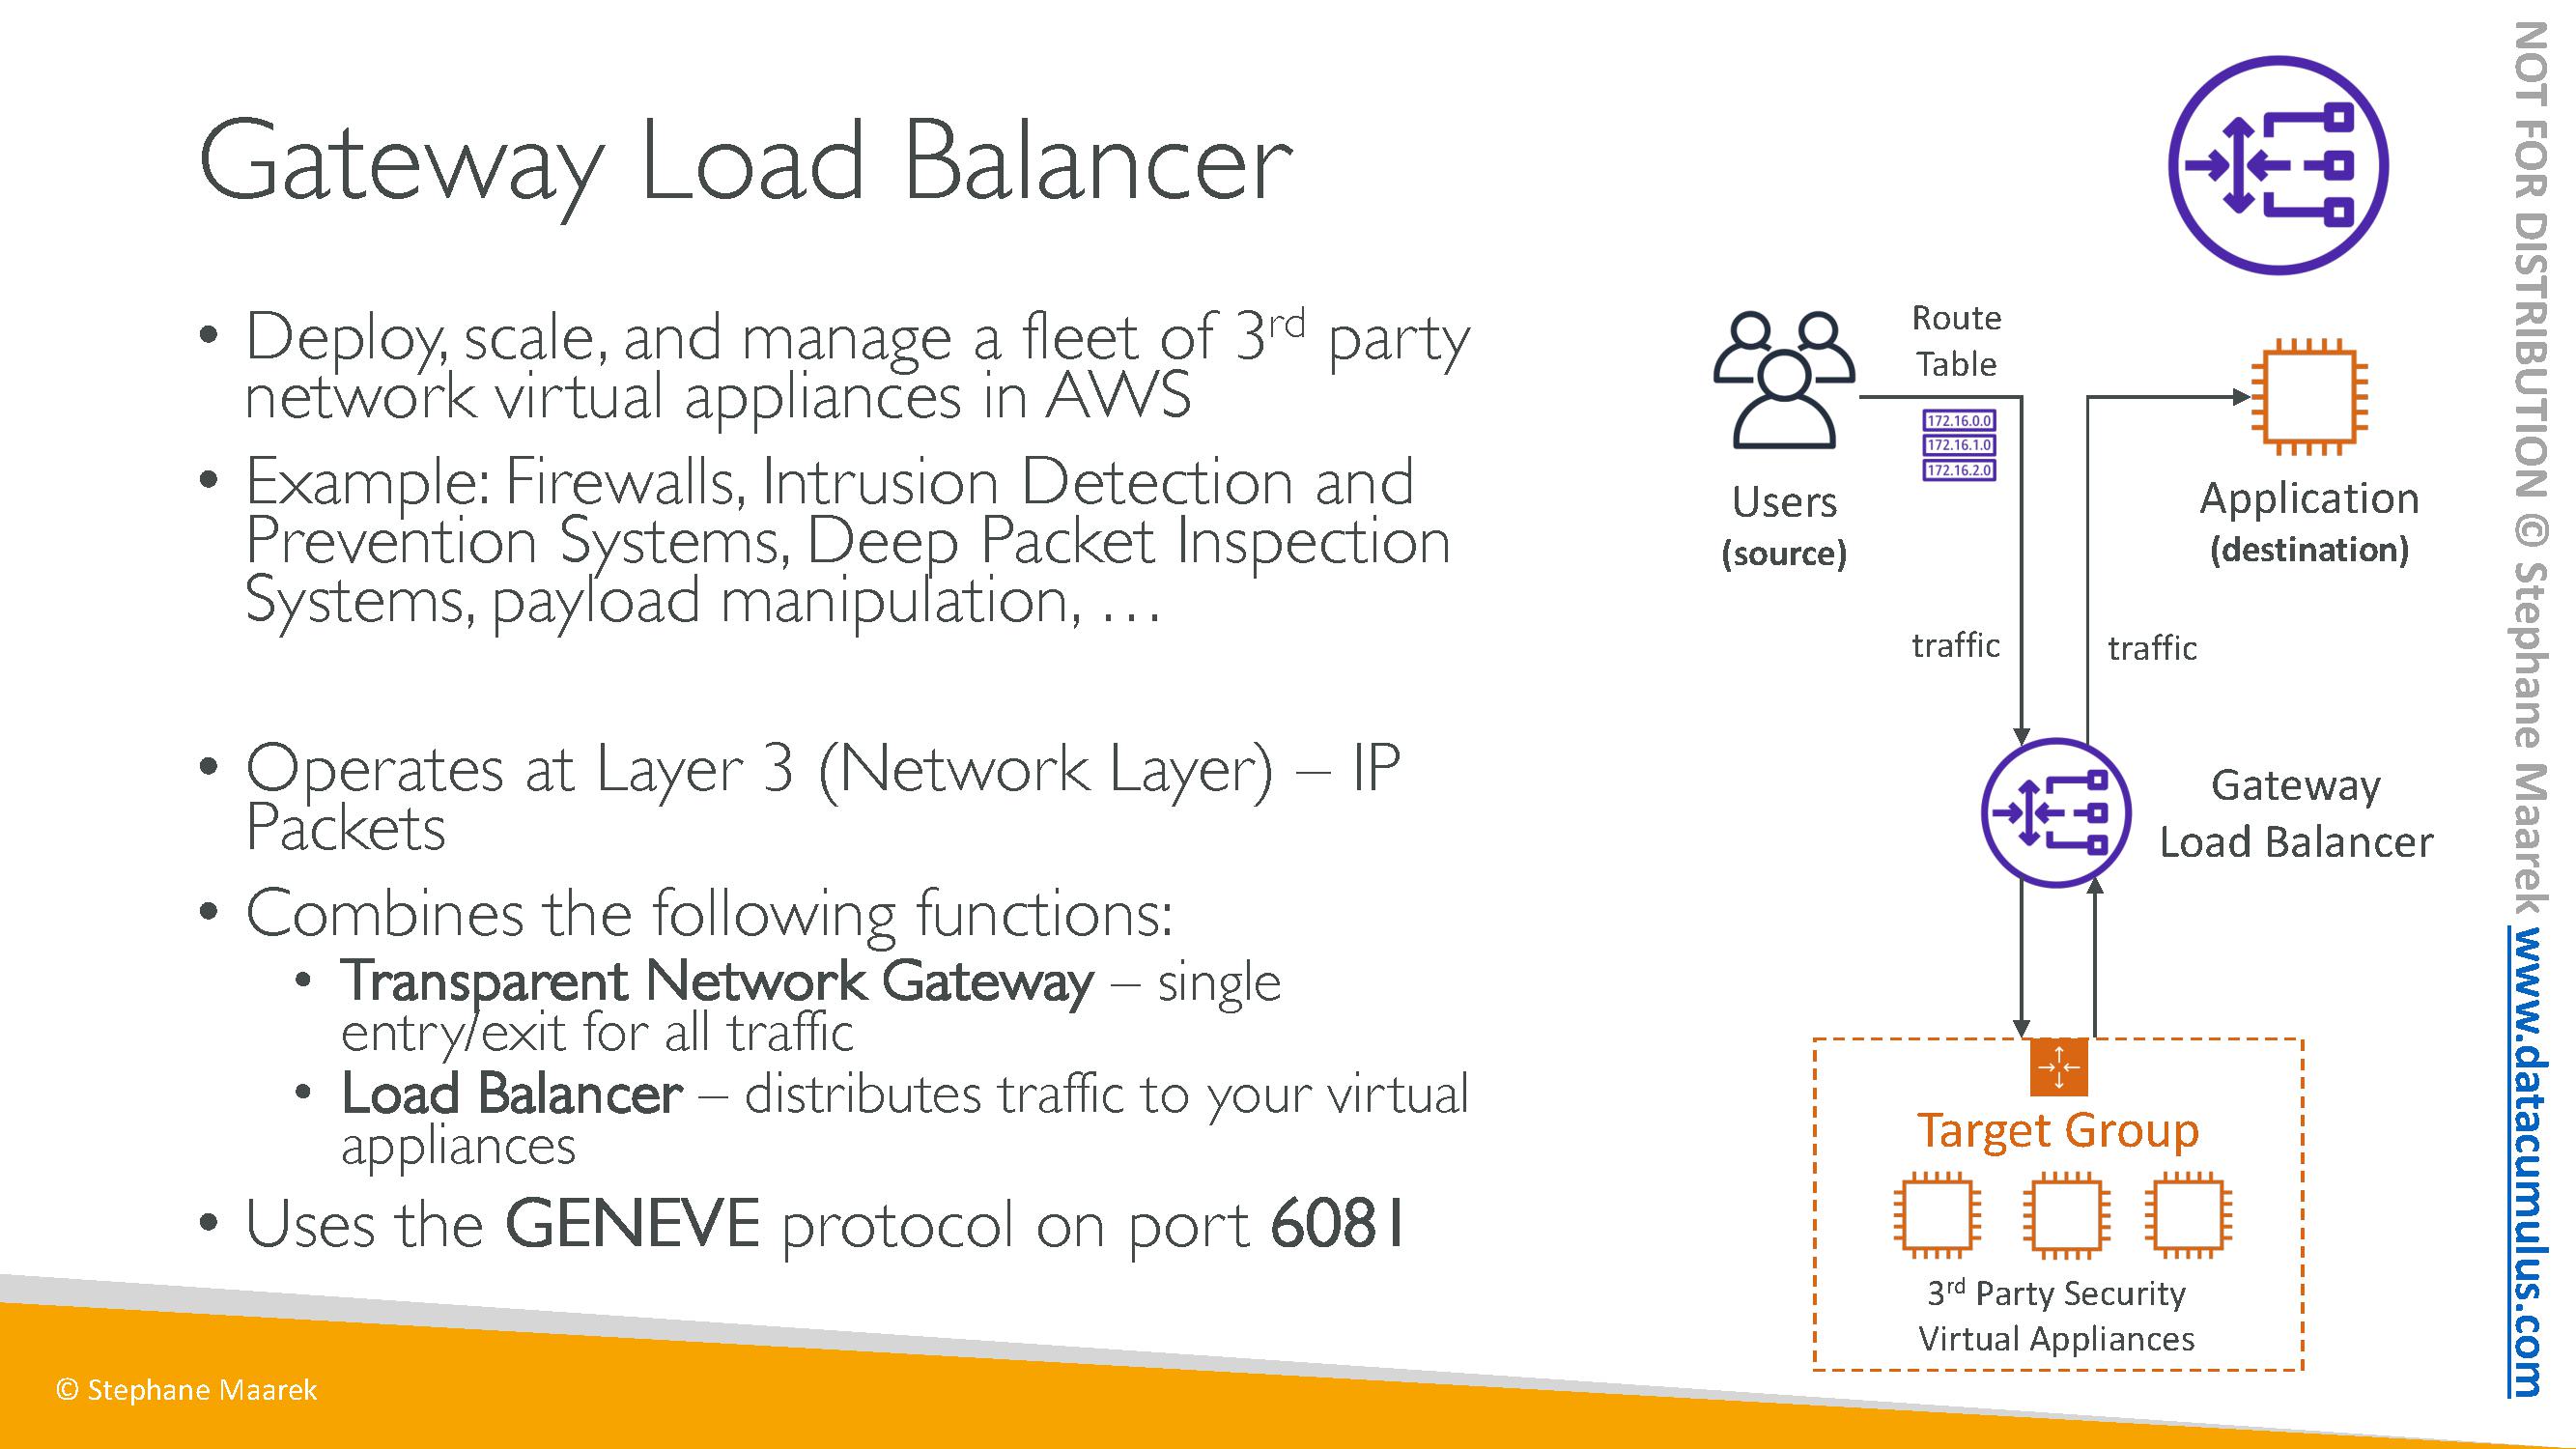 Gateway Load Balancer
• Deploy, scale, and manage a fleet of 3rd party
network virtual appliances in AWS
• Example: Firewalls, Intrusion Detection and
Prevention Systems, Deep Packet Inspection
Systems, payload manipulation, …
• Operates at Layer 3 (Network Layer) – IP
Packets
• Combines the following functions:
• Transparent Network Gateway – single
entry/exit for all traffic
• Load Balancer – distributes traffic to your virtual
appliances
• Uses the GENEVE protocol on port 6081
Route
Table
172.16.0.0
172.16.1.0
172.16.2.0
Users
(source)
Application
(destination)
traffic
traffic
Gateway
Load Balancer
Target Group
3rd Party Security
Virtual Appliances
© Stephane Maarek
NOT FOR DISTRIBUTION © Stephane Maarek www.datacumulus.com